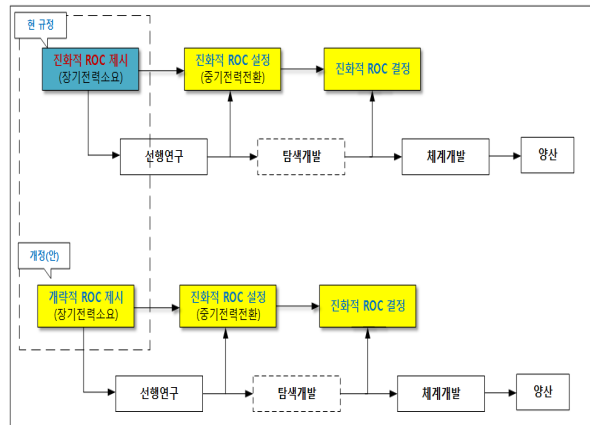 현 규정
진화적 ROC 제시
(장기전력소요)
진화적 ROC 설정
(중기전력전환)
진화적 ROC 결정
선행연구
탐색개발
체계개발
양산
개정(안)
개략적 ROC 제시
(장기전력소요)
진화적 ROC 설정
(중기전력전환)
진화적 ROC 결정
선행연구
탐색개발
체계개발
양산